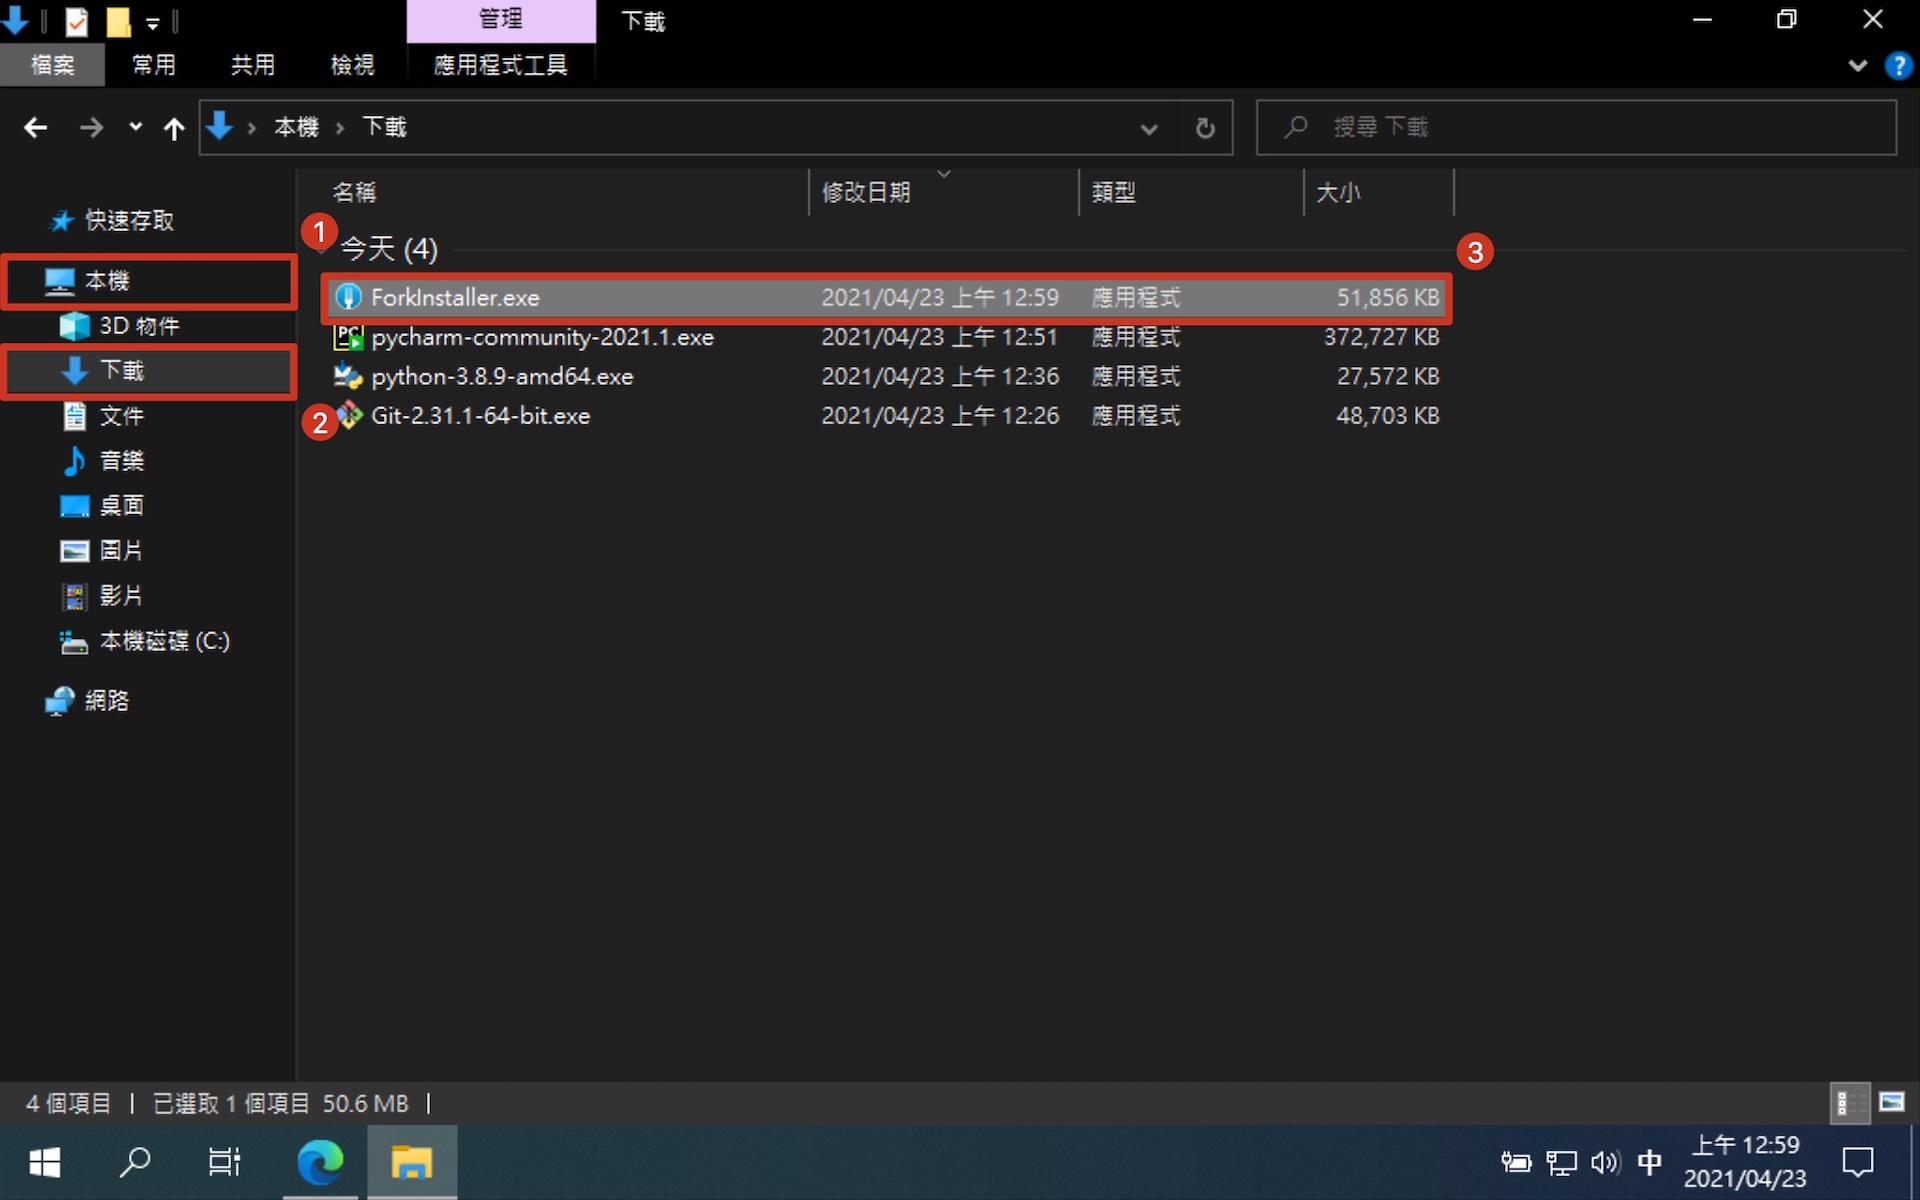 管理
下載
檔案
常用
共用
檢視
應用程式工具
?
本機
下載
搜尋 下載
名稱
修改日期
類型
大小
快速存取
本機
3D 物件
下載
文件
音樂
桌面
圖片
影片
本機磁碟 (C:)
網路
1
今天 (4)
3
ForkInstaller.exe 2021/04/23 上午 12:59 應用程式 51,856 KB
PC pycharm-community-2021.1.exe 2021/04/23 上午 12:51 應用程式 372,727 KB
python-3.8.9-amd64.exe 2021/04/23 上午 12:36 應用程式 27,572 KB
2
Git-2.31.1-64-bit.exe 2021/04/23 上午 12:26 應用程式 48,703 KB
4 個項目 | 已選取 1 個項目 50.6 MB |
中
上午 12:59
2021/04/23